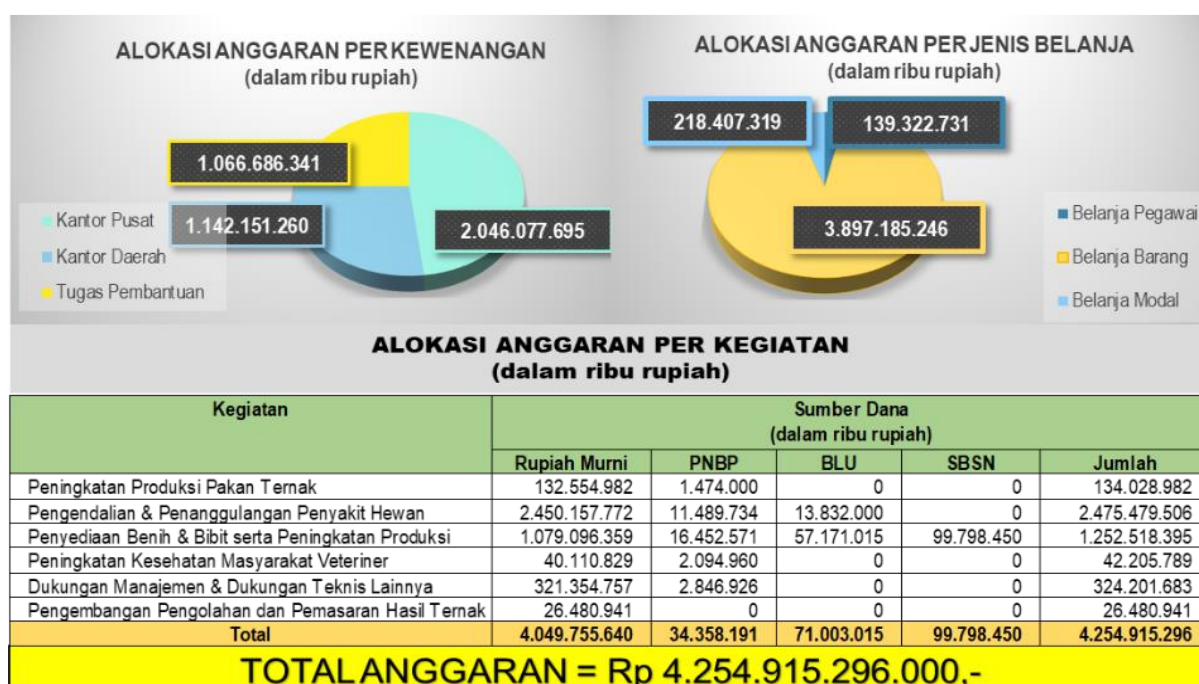 ALOKASI ANGGARAN PER KEWENANGAN
(dalam ribu rupiah)
1.066.686.341
1.142.151.260
2.046.077.695
Kantor Pusat
Kantor Daerah
Tugas Pembantuan
ALOKASI ANGGARAN PER JENIS BELANJA
(dalam ribu rupiah)
218.407.319
139.322.731
3.897.185.246
Belanja Pegawai
Belanja Barang
Belanja Modal
ALOKASI ANGGARAN PER KEGIATAN
(dalam ribu rupiah)
Kegiatan Sumber Dana
(dalam ribu rupiah)
Rupiah Murni PNBP BLU SBSN Jumlah
Peningkatan Produksi Pakan Ternak 132.554.982 1.474.000 0 0 134.028.982
Pengendalian & Penanggulangan Penyakit Hewan 2.450.157.772 11.489.734 13.832.000 0 2.475.479.506
Penyediaan Benih & Bibit serta Peningkatan Produksi 1.079.096.359 16.452.571 57.171.015 99.798.450 1.252.518.395
Peningkatan Kesehatan Masyarakat Veteriner 40.110.829 2.094.960 0 0 42.205.789
Dukungan Manajemen & Dukungan Teknis Lainnya 321.354.757 2.846.926 0 0 324.201.683
Pengembangan Pengolahan dan Pemasaran Hasil Ternak 26.480.941 0 0 0 26.480.941
Total 4.049.755.640 34.358.191 71.003.015 99.798.450 4.254.915.296
TOTAL ANGGARAN = Rp 4.254.915.296.000,-